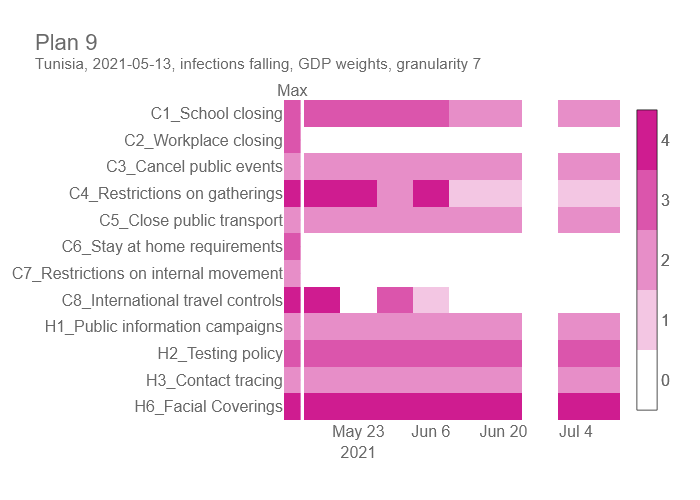 Plan 9
Tunisia, 2021-05-13, infections falling, GDP weights, granularity 7
Max
C1_School closing
C2_Workplace closing
C3_Cancel public events
C4_Restrictions on gatherings
C5_Close public transport
C6_Stay at home requirements
C7_Restrictions on internal movement
C8_International travel controls
H1_Public information campaigns
H2_Testing policy
H3_Contact tracing
H6_Facial Coverings
May 23 Jun 6 Jun 20 Jul 4
2021
4
3
2
1
0